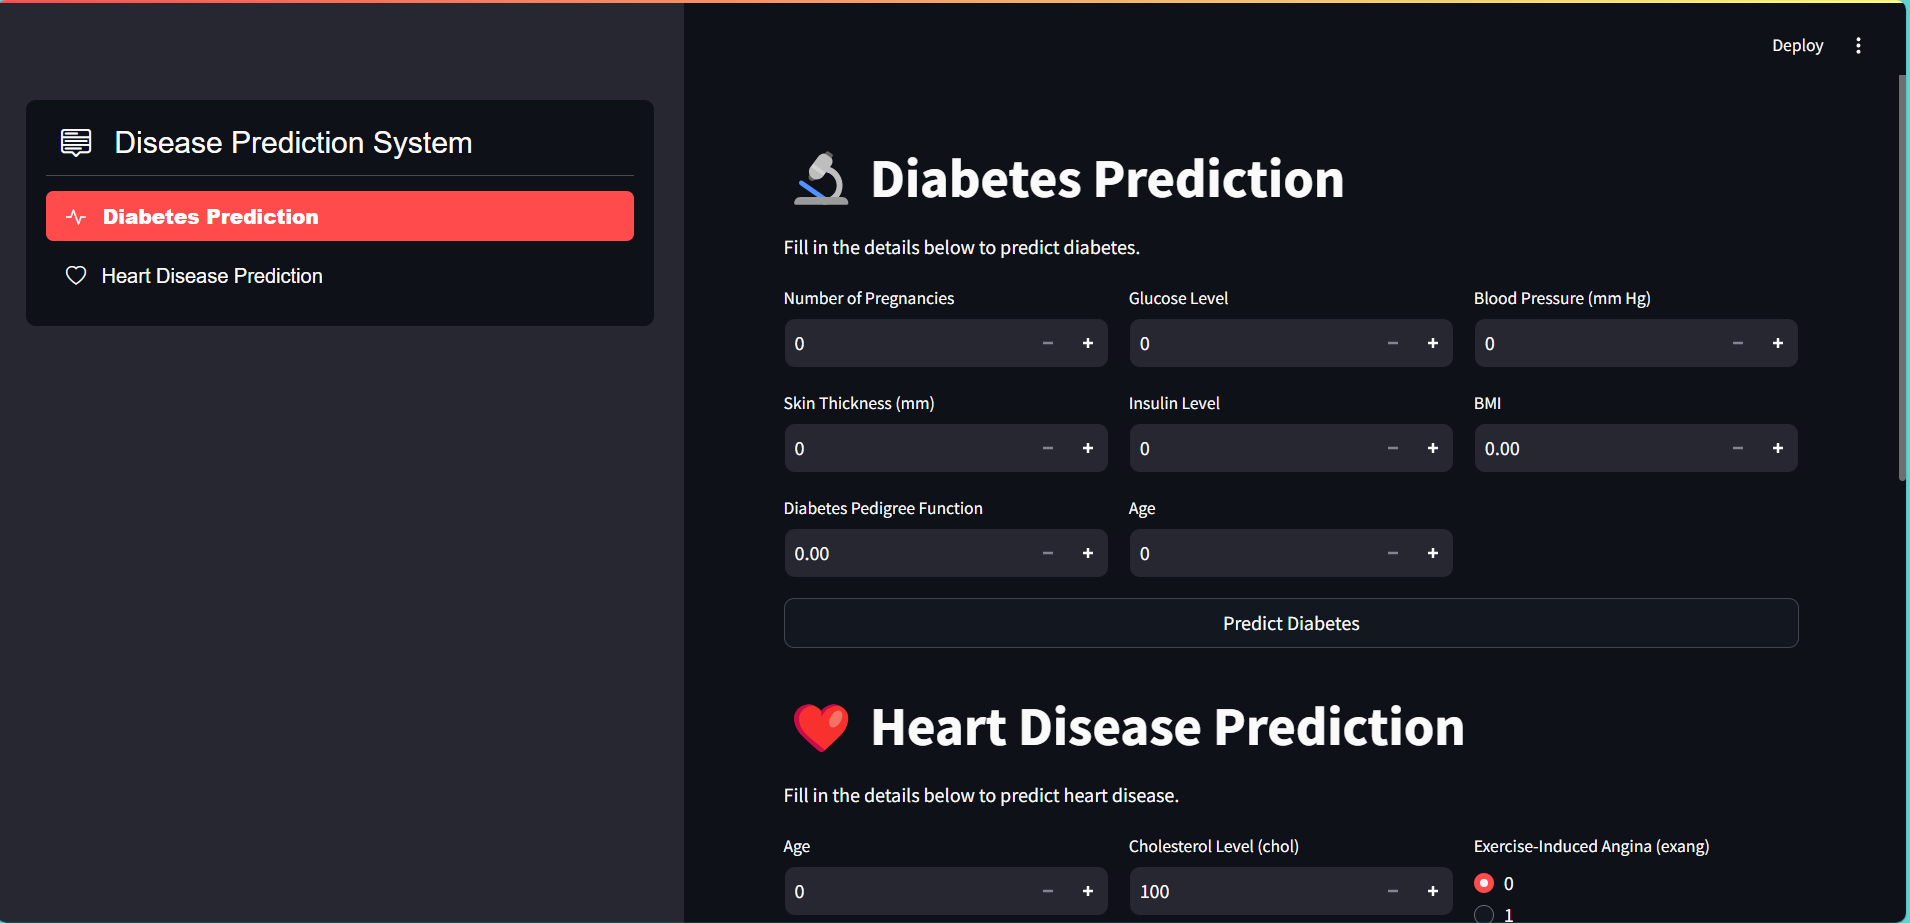 Deploy
Disease Prediction System
Diabetes Prediction
Heart Disease Prediction
Diabetes Prediction
Fill in the details below to predict diabetes.
Number of Pregnancies
Glucose Level
Blood Pressure (mm Hg)
0
0
0
Skin Thickness (mm)
Insulin Level
BMI
0
0
0.00
Diabetes Pedigree Function
Age
0.00
0
Predict Diabetes
Heart Disease Prediction
Fill in the details below to predict heart disease.
Age
Cholesterol Level (chol)
Exercise-Induced Angina (exang)
0
100
0
1